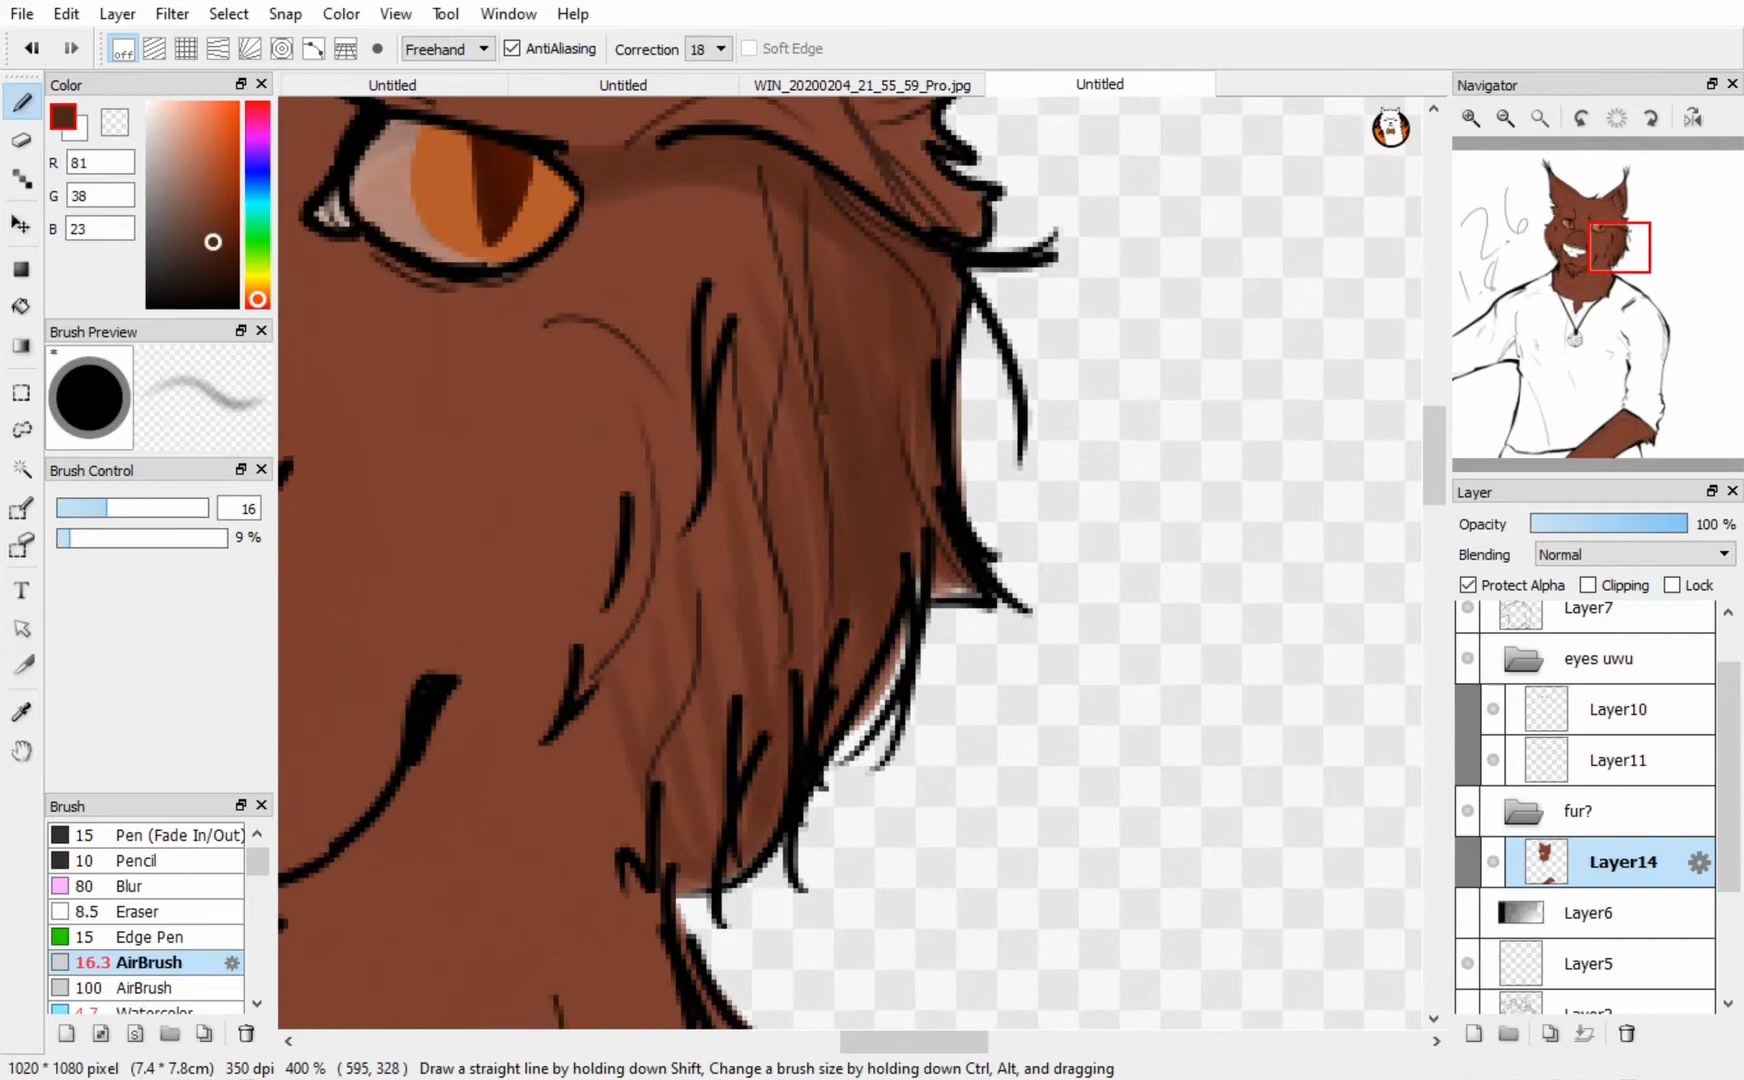 File Edit Layer Filter Select Snap Color View Tool Window Help
off Freehand AntiAliasing Correction 18 Soft Edge
Color
Untitled Untitled WIN_20200204_21_55_59_Pro.jpg Untitled
Navigator
R 81
G 38
B 23
Brush Preview
*
Brush Control
16
9 %
Brush
15 Pen (Fade In/Out)
10 Pencil
80 Blur
8.5 Eraser
15 Edge Pen
16.3 AirBrush
100 AirBrush
4.7 Watercolor
Layer
Opacity 100 %
Blending Normal
Protect Alpha Clipping Lock
Layer7
eyes uwu
Layer10
Layer11
fur?
Layer14
Layer6
Layer5
Layer2
1020 * 1080 pixel (7.4 * 7.8cm) 350 dpi 400 % ( 595, 328 ) Draw a straight line by holding down Shift, Change a brush size by holding down Ctrl, Alt, and dragging